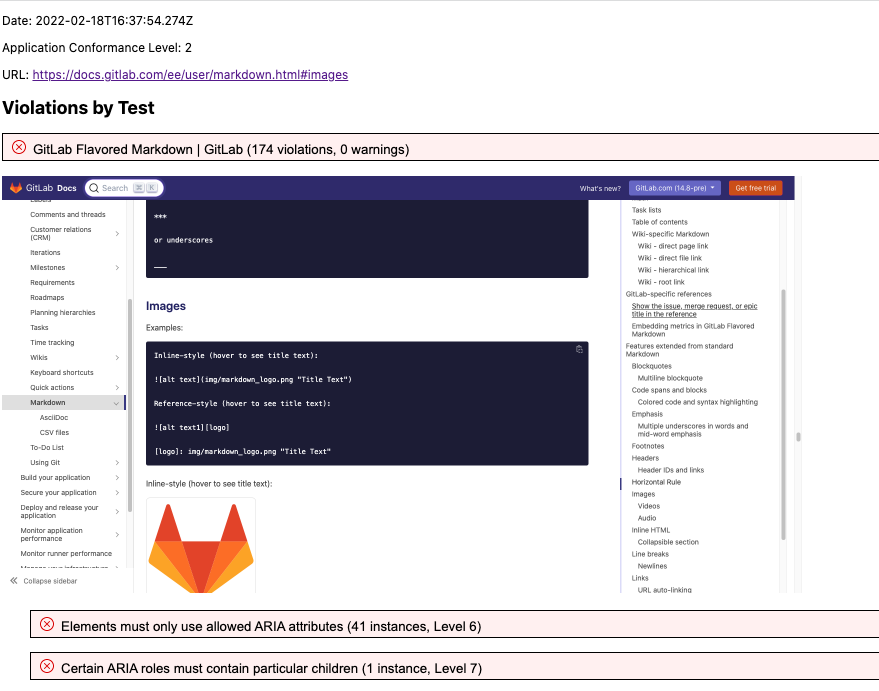 Date: 2022-02-18T16:37:54.274Z
Application Conformance Level: 2
URL: https://docs.gitlab.com/ee/user/markdown.html#images
Violations by Test
GitLab Flavored Markdown | GitLab (174 violations, 0 warnings)
GitLab Docs
Search ⌘ K
What's new?
GitLab.com (14.8-pre)
Get free trial
Labels
Comments and threads
Customer relations
(CRM)
Iterations
Milestones
Requirements
Roadmaps
Planning hierarchies
Tasks
Time tracking
Wikis
Keyboard shortcuts
Quick actions
Markdown
AsciiDoc
CSV files
To-Do List
Using Git
Build your application
Secure your application
Deploy and release your
application
Monitor application
performance
Monitor runner performance
Manage your infrastructure
Collapse sidebar
***
or underscores
___
Images
Examples:
Inline-style (hover to see title text):
![alt text](img/markdown_logo.png "Title Text")
Reference-style (hover to see title text):
![alt text1][logo]
[logo]: img/markdown_logo.png "Title Text"
Inline-style (hover to see title text):
Task lists
Table of contents
Wiki-specific Markdown
Wiki - direct page link
Wiki - direct file link
Wiki - hierarchical link
Wiki - root link
GitLab-specific references
Show the issue, merge request, or epic
title in the reference
Embedding metrics in GitLab Flavored
Markdown
Features extended from standard
Markdown
Blockquotes
Multiline blockquote
Code spans and blocks
Colored code and syntax highlighting
Emphasis
Multiple underscores in words and
mid-word emphasis
Footnotes
Headers
Header IDs and links
Horizontal Rule
Images
Videos
Audio
Inline HTML
Collapsible section
Line breaks
Newlines
Links
URL auto-linking
Elements must only use allowed ARIA attributes (41 instances, Level 6)
Certain ARIA roles must contain particular children (1 instance, Level 7)